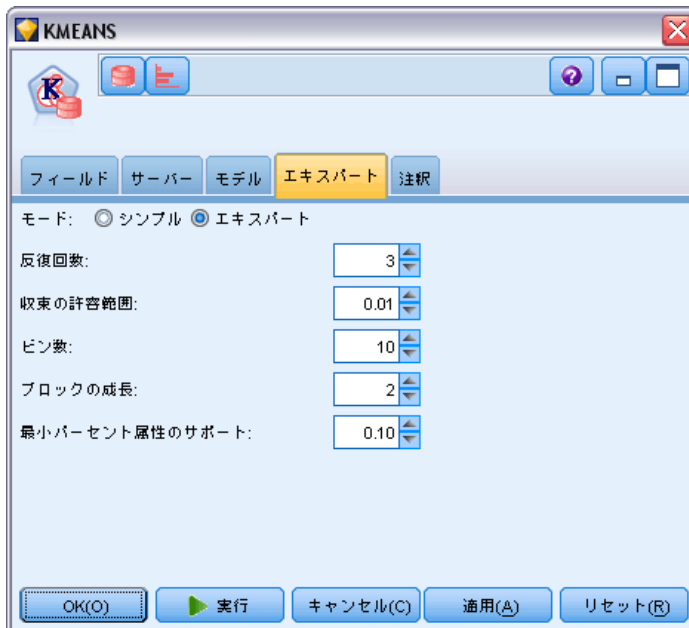 KMEANS
K
フィールド サーバー モデル エキスパート 注釈
モード: シンプル エキスパート
反復回数: 3
収束の許容範囲: 0.01
ビン数: 10
ブロックの成長: 2
最小パーセント属性のサポート: 0.10
OK(O) 実行 キャンセル(C) 適用(A) リセット(R)